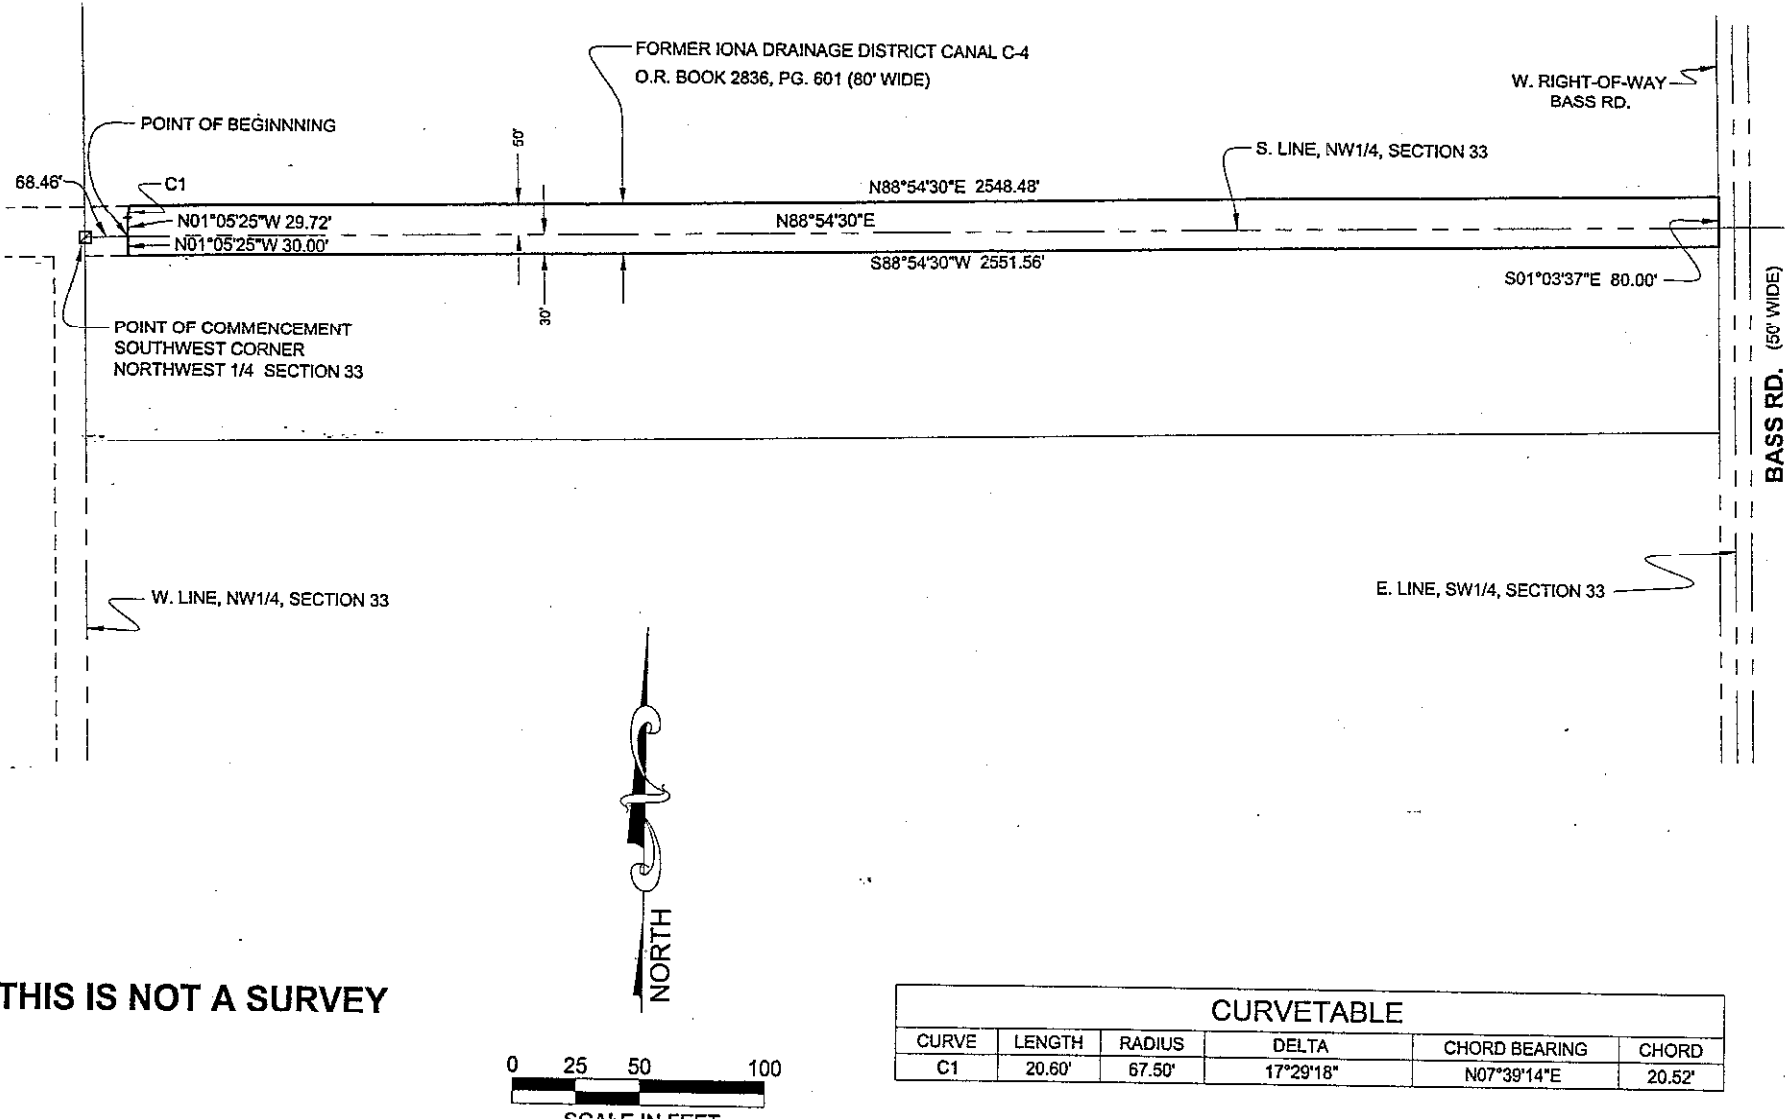 FORMER IONA DRAINAGE DISTRICT CANAL C-4
O.R. BOOK 2836, PG. 601 (80' WIDE)
W. RIGHT-OF-WAY
BASS RD.
POINT OF BEGINNNING
50'
S. LINE, NW1/4, SECTION 33
68.46'
C1
N88°54'30"E 2548.48'
N01°05'25"W 29.72'
N88°54'30"E
N01°05'25"W 30.00'
S88°54'30"W 2551.56'
S01°03'37"E 80.00'
30'
POINT OF COMMENCEMENT
SOUTHWEST CORNER
NORTHWEST 1/4 SECTION 33
BASS RD. (50' WIDE)
W. LINE, NW1/4, SECTION 33
E. LINE, SW1/4, SECTION 33
NORTH
THIS IS NOT A SURVEY
0 25 50 100
SCALE IN FEET
CURVETABLE
CURVE LENGTH RADIUS DELTA CHORD BEARING CHORD
C1 20.60' 67.50' 17°29'18" N07°39'14"E 20.52'